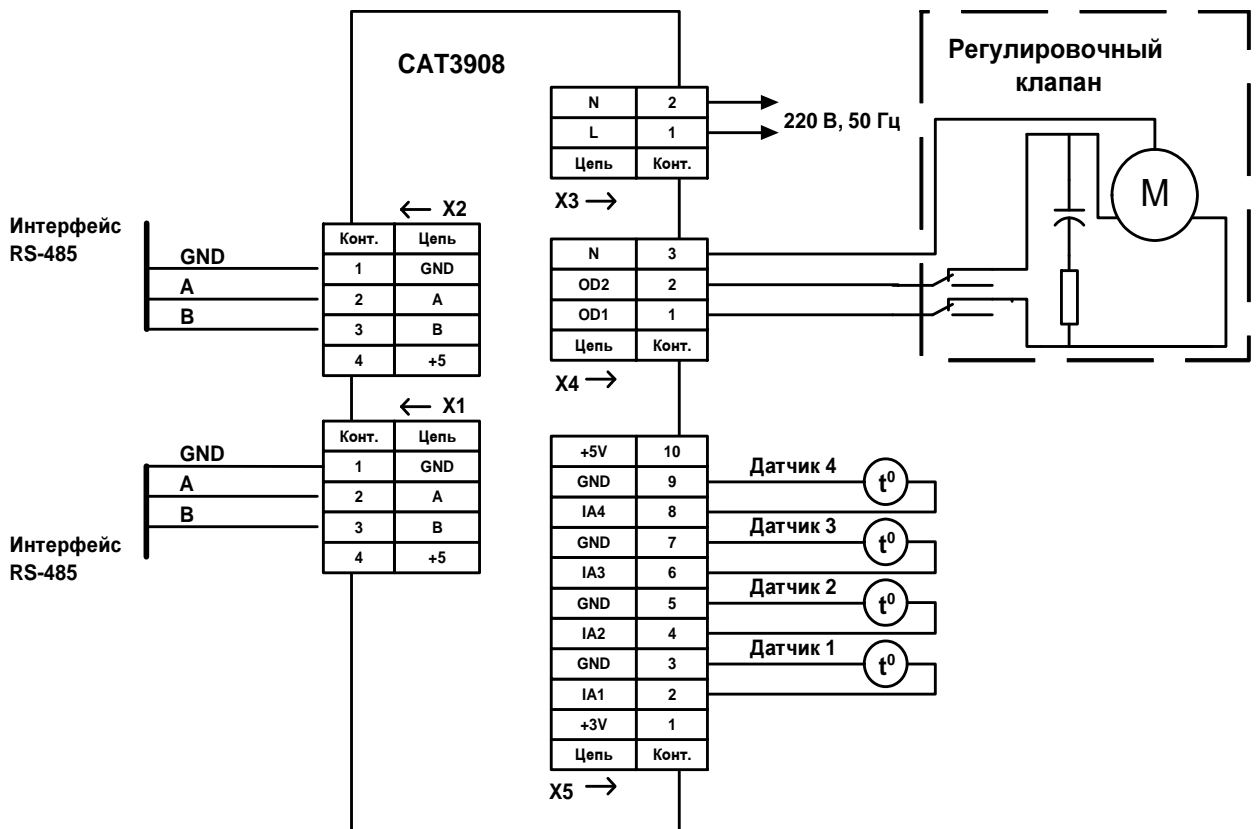 CAT3908
Регулировочный
клапан
N 2
L 1
Цепь Конт.
220 В, 50 Гц
X3 →
M
Интерфейс
RS-485
GND
A
B
← X2
Конт. Цепь
1 GND
2 A
3 B
4 +5
N 3
OD2 2
OD1 1
Цепь Конт.
X4 →
← X1
Конт. Цепь
1 GND
2 A
3 B
4 +5
GND
A
B
Интерфейс
RS-485
+5V 10
GND 9
IA4 8
GND 7
IA3 6
GND 5
IA2 4
GND 3
IA1 2
+3V 1
Цепь Конт.
X5 →
Датчик 4 t⁰
Датчик 3 t⁰
Датчик 2 t⁰
Датчик 1 t⁰